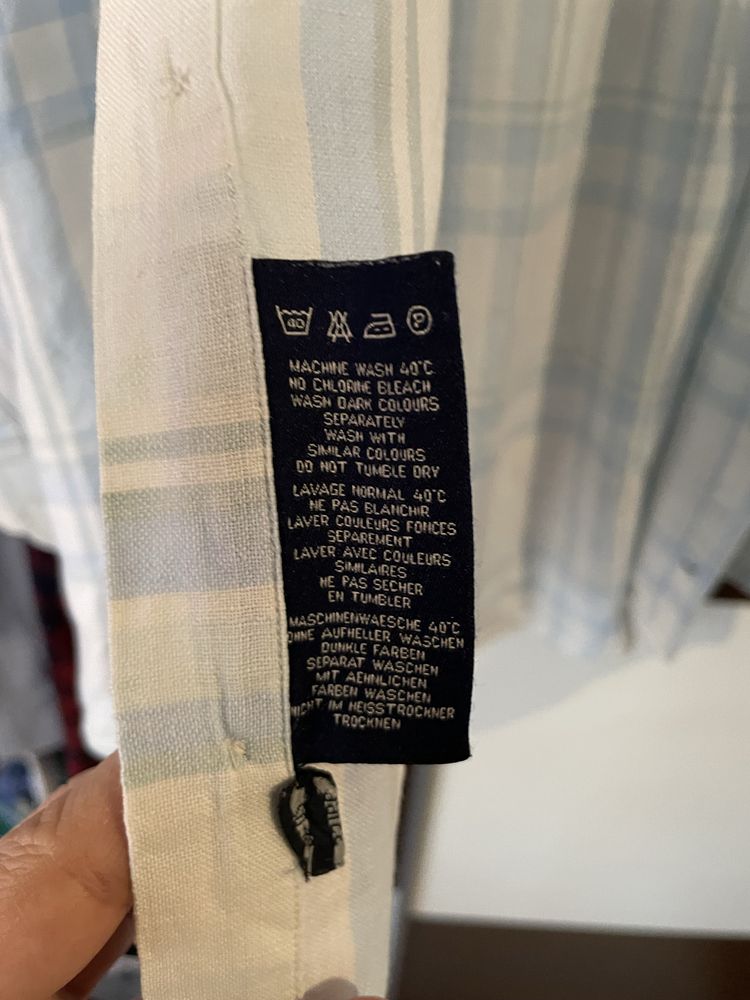 40 P
MACHINE WASH 40°C
NO CHLORINE BLEACH
WASH DARK COLOURS
SEPARATELY
WASH WITH
SIMILAR COLOURS
DO NOT TUMBLE DRY
LAVAGE NORMAL 40°C
NE PAS BLANCHIR
LAVER COULEURS FONCES
SEPAREMENT
LAVER AVEC COULEURS
SIMILAIRES
NE PAS SECHER
EN TUMBLER
MASCHINENWAESCHE 40°C
OHNE AUFHELLER WASCHEN
DUNKLE FARBEN
SEPARAT WASCHEN
MIT AEHNLICHEN
FARBEN WASCHEN
NICHT IM HEISSTROCKNER
TROCKNEN